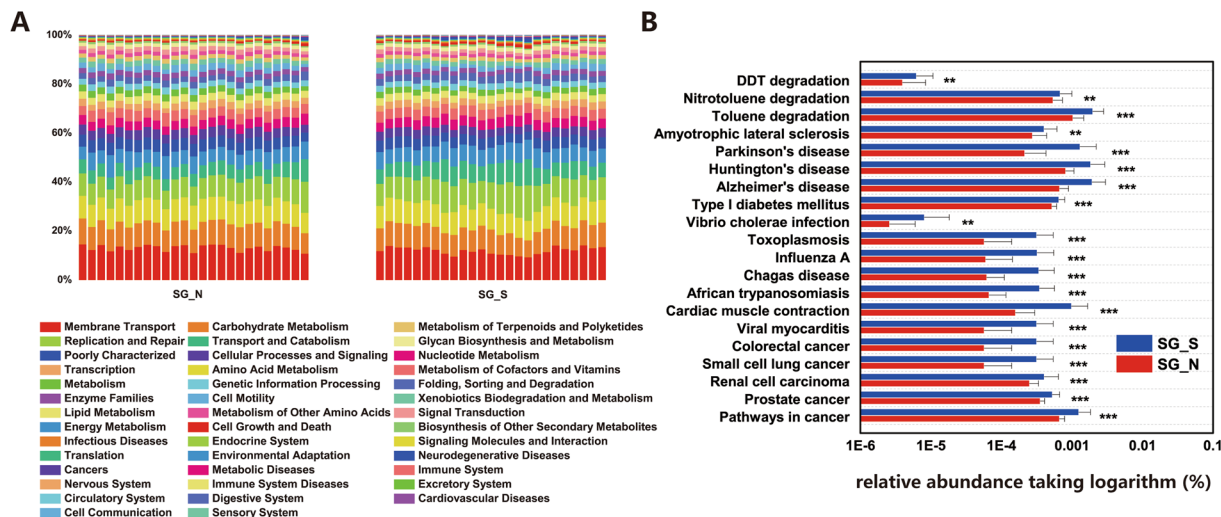 A
100%
80%
60%
40%
20%
0%
SG_N
SG_S
Membrane Transport
Replication and Repair
Poorly Characterized
Transcription
Metabolism
Enzyme Families
Lipid Metabolism
Energy Metabolism
Infectious Diseases
Translation
Cancers
Nervous System
Circulatory System
Cell Communication
Carbohydrate Metabolism
Transport and Catabolism
Cellular Processes and Signaling
Amino Acid Metabolism
Genetic Information Processing
Cell Motility
Metabolism of Other Amino Acids
Cell Growth and Death
Endocrine System
Environmental Adaptation
Metabolic Diseases
Immune System Diseases
Digestive System
Sensory System
Metabolism of Terpenoids and Polyketides
Glycan Biosynthesis and Metabolism
Nucleotide Metabolism
Metabolism of Cofactors and Vitamins
Folding, Sorting and Degradation
Xenobiotics Biodegradation and Metabolism
Signal Transduction
Biosynthesis of Other Secondary Metabolites
Signaling Molecules and Interaction
Neurodegenerative Diseases
Immune System
Excretory System
Cardiovascular Diseases
B
DDT degradation **
Nitrotoluene degradation **
Toluene degradation ***
Amyotrophic lateral sclerosis **
Parkinson's disease ***
Huntington's disease ***
Alzheimer's disease ***
Type I diabetes mellitus ***
Vibrio cholerae infection **
Toxoplasmosis ***
Influenza A ***
Chagas disease ***
African trypanosomiasis ***
Cardiac muscle contraction ***
Viral myocarditis ***
Colorectal cancer ***
Small cell lung cancer ***
Renal cell carcinoma ***
Prostate cancer ***
Pathways in cancer ***
SG_S
SG_N
1E-6 1E-5 1E-4 0.001 0.01 0.1
relative abundance taking logarithm (%)